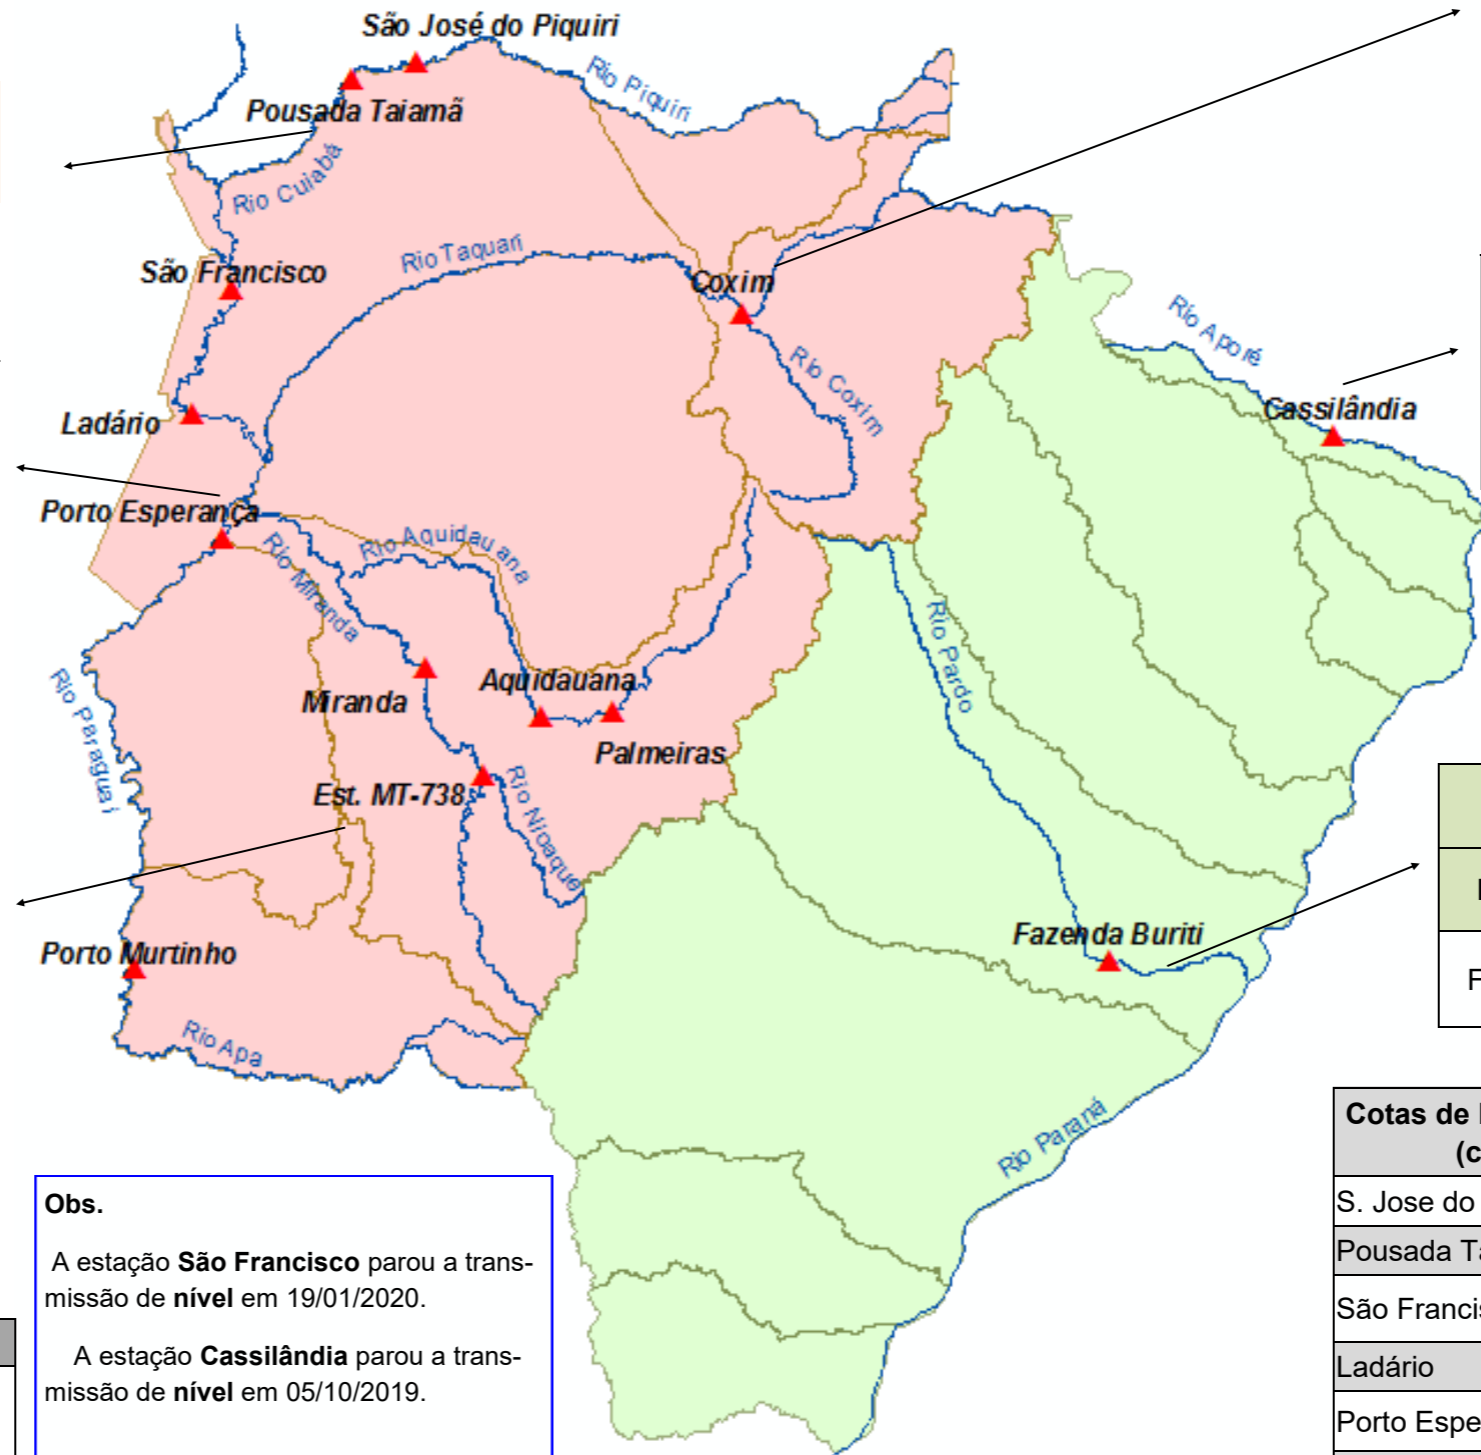 São José do Piquiri
Rio Piquiri
Pousada Taiamã
Rio Cuiabá
Rio Taquari
São Francisco
Coxim
Rio Aporé
Rio Coxim
Cassilândia
Ladário
Porto Esperança
Rio Aquidauana
Rio Miranda
Rio Pardo
Rio Paraguai
Miranda
Aquidauana
Palmeiras
Est. MT-738
Rio Nioaque
Fazenda Buriti
Porto Murtinho
Rio Apa
Rio Paraná
F
Obs.
A estação São Francisco parou a trans-
missão de nível em 19/01/2020.
A estação Cassilândia parou a trans-
missão de nível em 05/10/2019.
Cotas de
(c
S. Jose do
Pousada Ta
São Francis
Ladário
Porto Espe